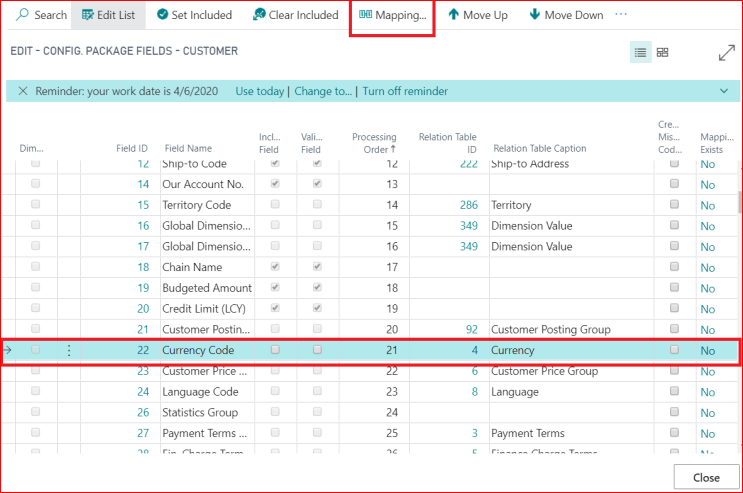 Search Edit List Set Included Clear Included Mapping... Move Up Move Down ...
EDIT - CONFIG. PACKAGE FIELDS - CUSTOMER
Reminder: your work date is 4/6/2020 Use today | Change to... | Turn off reminder
Dim... Field ID Field Name Incl... Field Vali... Field Processing Order↑ Relation Table ID Relation Table Caption Cre... Mis... Cod... Mappi... Exists
12 Ship-to Code 12 222 Ship-to Address No
14 Our Account No. 13 No
15 Territory Code 14 286 Territory No
16 Global Dimensio... 15 349 Dimension Value No
17 Global Dimensio... 16 349 Dimension Value No
18 Chain Name 17 No
19 Budgeted Amount 18 No
20 Credit Limit (LCY) 19 No
21 Customer Postin... 20 92 Customer Posting Group No
22 Currency Code 21 4 Currency No
23 Customer Price ... 22 6 Customer Price Group No
24 Language Code 23 8 Language No
26 Statistics Group 24 No
27 Payment Terms ... 25 3 Payment Terms No
28 Fin. Charge Term... 26 5 Finance Charge Terms No
Close